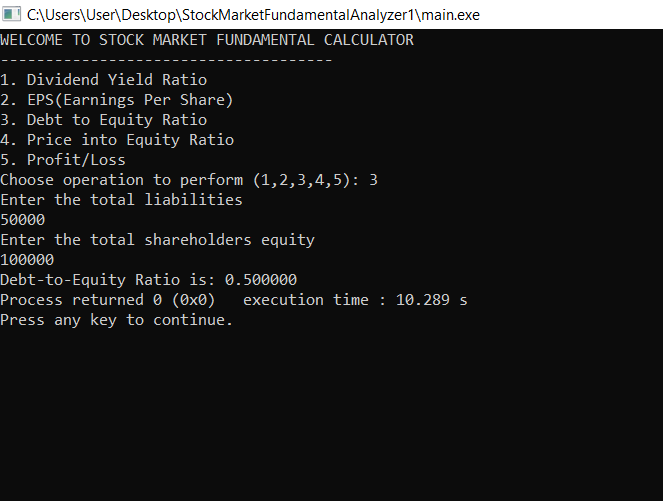 C:\Users\User\Desktop\StockMarketFundamentalAnalyzer1\main.exe
WELCOME TO STOCK MARKET FUNDAMENTAL CALCULATOR
-------------------------------------
1. Dividend Yield Ratio
2. EPS(Earnings Per Share)
3. Debt to Equity Ratio
4. Price into Equity Ratio
5. Profit/Loss
Choose operation to perform (1,2,3,4,5): 3
Enter the total liabilities
50000
Enter the total shareholders equity
100000
Debt-to-Equity Ratio is: 0.500000
Process returned 0 (0x0)   execution time : 10.289 s
Press any key to continue.